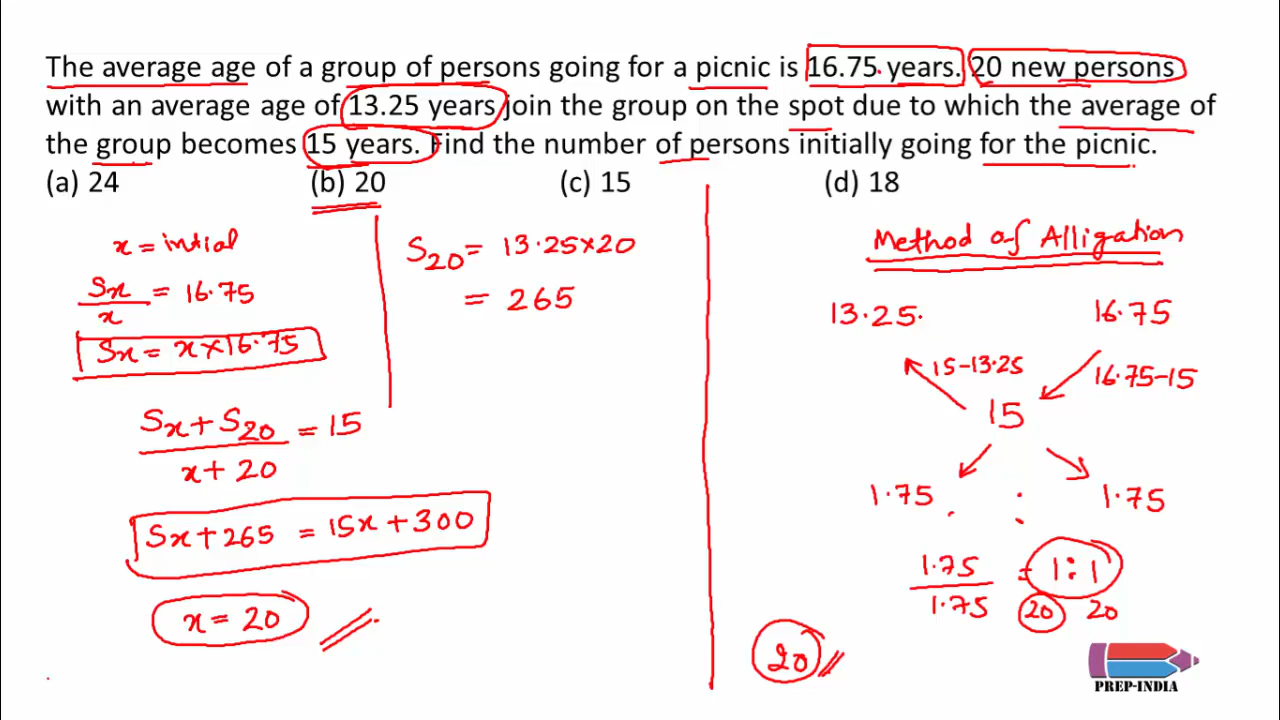 The average age of a group of persons going for a picnic is 16.75 years. 20 new persons
with an average age of 13.25 years join the group on the spot due to which the average of
the group becomes 15 years. Find the number of persons initially going for the picnic.
(a) 24 (b) 20 (c) 15 (d) 18
x = intial
Sx/x = 16.75
Sx = x×16.75
Sx + S20 / x + 20 = 15
Sx + 265 = 15x + 300
x = 20
S20 = 13.25×20
= 265
Method of Alligation
13.25 16.75
15-13.25 16.75-15
15
1.75 : 1.75
1.75/1.75 = 1:1
20 20
20
PREP-INDIA